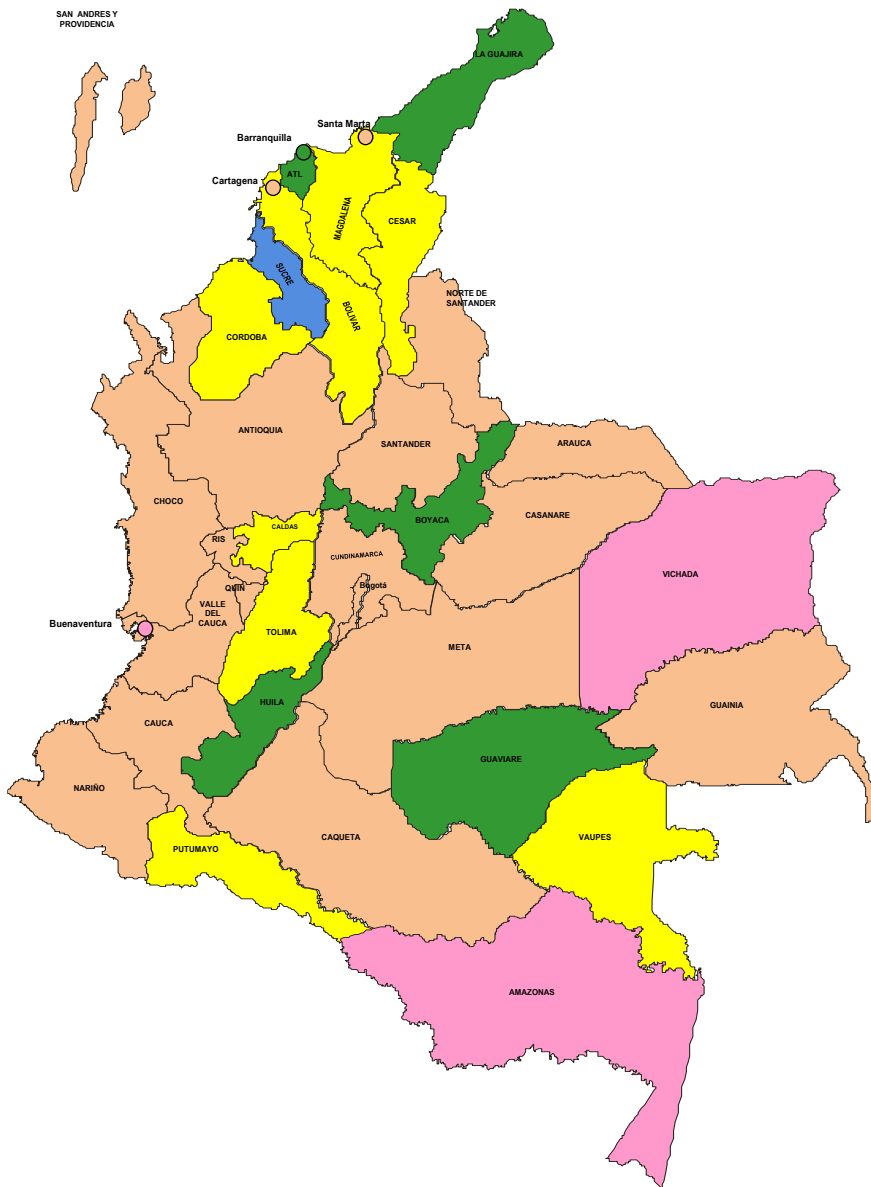 SAN ANDRES Y
PROVIDENCIA
LA GUAJIRA
Santa Marta
Barranquilla
ATL
Cartagena
MAGDALENA
CESAR
SUCRE
NORTE DE
SANTANDER
BOLIVAR
CORDOBA
ANTIOQUIA
SANTANDER
ARAUCA
CHOCO
CASANARE
BOYACA
CALDAS
RIS
CUNDINAMARCA
VICHADA
Bogotá
QUIN
VALLE
DEL
CAUCA
Buenaventura
TOLIMA
META
HUILA
GUAINIA
CAUCA
GUAVIARE
NARIÑO
CAQUETA
VAUPES
PUTUMAYO
AMAZONAS